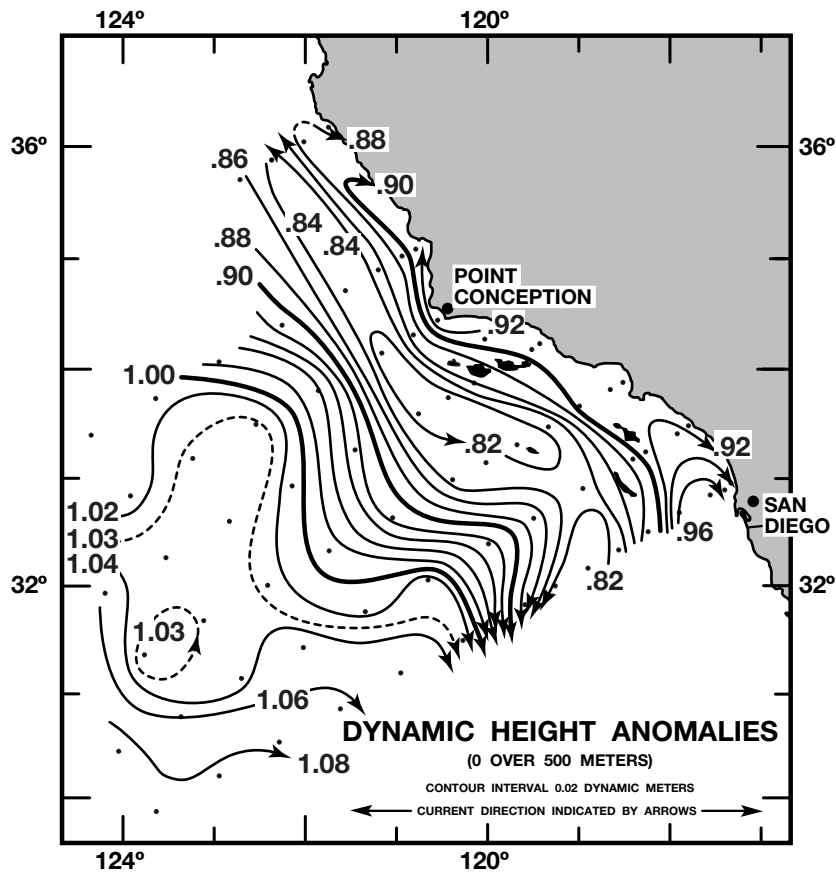 124º 120º
36º
36º
.88
.86
.90
.84
.84
.88
.90
POINT
CONCEPTION
.92
1.00
.82
.92
1.02
SAN
DIEGO
1.03
.96
1.04
32º
.82
32º
1.03
1.06
DYNAMIC HEIGHT ANOMALIES
(0 OVER 500 METERS)
1.08
CONTOUR INTERVAL 0.02 DYNAMIC METERS
CURRENT DIRECTION INDICATED BY ARROWS
124º 120º